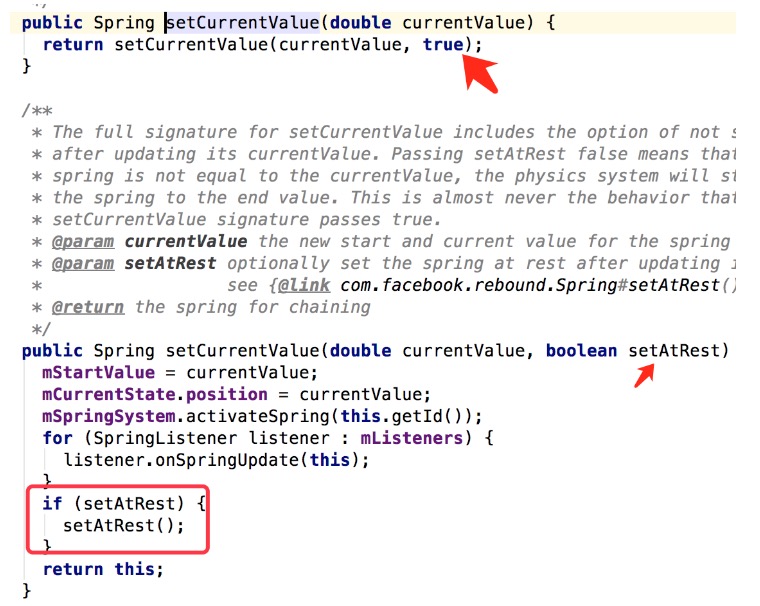 */
public Spring setCurrentValue(double currentValue) {
return setCurrentValue(currentValue, true);
}
/**
* The full signature for setCurrentValue includes the option of not
* after updating its currentValue. Passing setAtRest false means that
* spring is not equal to the currentValue, the physics system will
* the spring to the end value. This is almost never the behavior that
* setCurrentValue signature passes true.
* @param currentValue the new start and current value for the spring
* @param setAtRest optionally set the spring at rest after updating
* see {@link com.facebook.rebound.Spring#setAtRest()
* @return the spring for chaining
*/
public Spring setCurrentValue(double currentValue, boolean setAtRest)
mStartValue = currentValue;
mCurrentState.position = currentValue;
mSpringSystem.activateSpring(this.getId());
for (SpringListener listener : mListeners) {
listener.onSpringUpdate(this);
}
if (setAtRest) {
setAtRest();
}
return this;
}